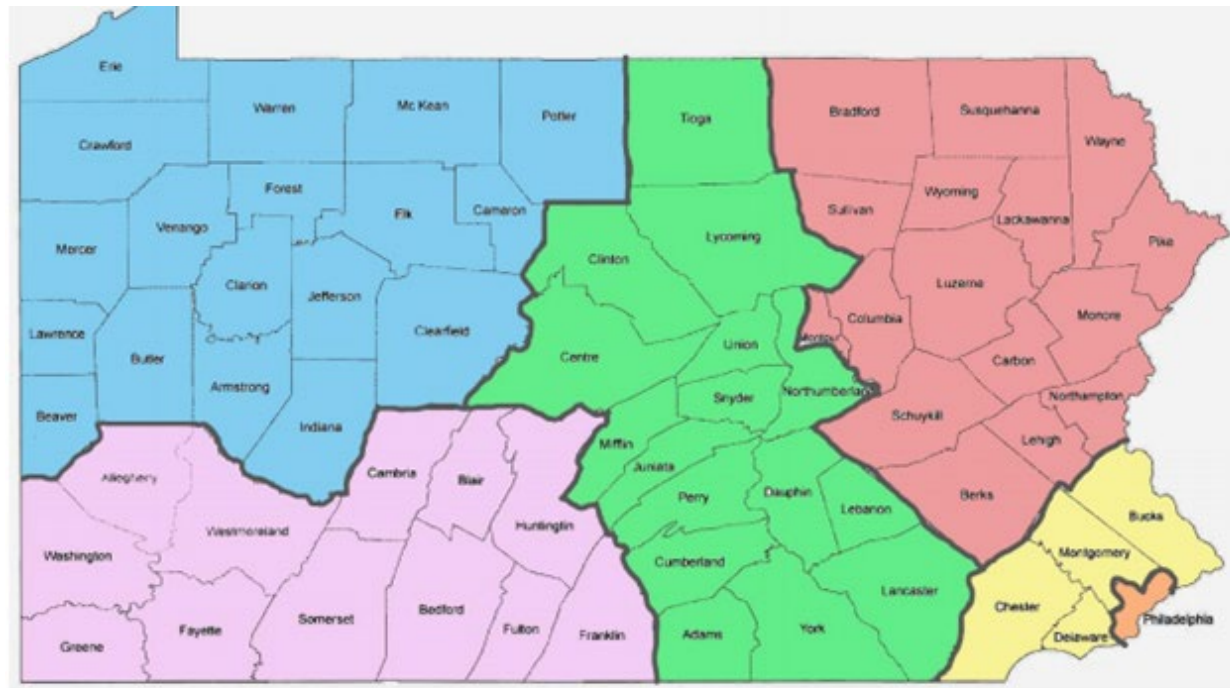 Erie
Warren
Mc Kean
Potter
Tioga
Bradford
Susquehanna
Wayne
Crawford
Forest
Elk
Cameron
Wyoming
Lackawanna
Sullivan
Pike
Mercer
Venango
Lycoming
Clinton
Clarion
Jefferson
Luzerne
Monore
Columbia
Lawrence
Clearfield
Butler
Union
Centre
Carbon
Armstrong
Snyder
Northumberland
Northampton
Beaver
Indiana
Schuykill
Lehigh
Mifflin
Juniata
Cambria
Blair
Allegheny
Perry
Dauphin
Lebanon
Berks
Bucks
Huntinglin
Westmoreland
Washington
Cumberland
Montgomery
Lancaster
Chester
Philadelphia
Somerset
Bedford
Fulton
Franklin
Fayette
Greene
Adams
York
Delaware